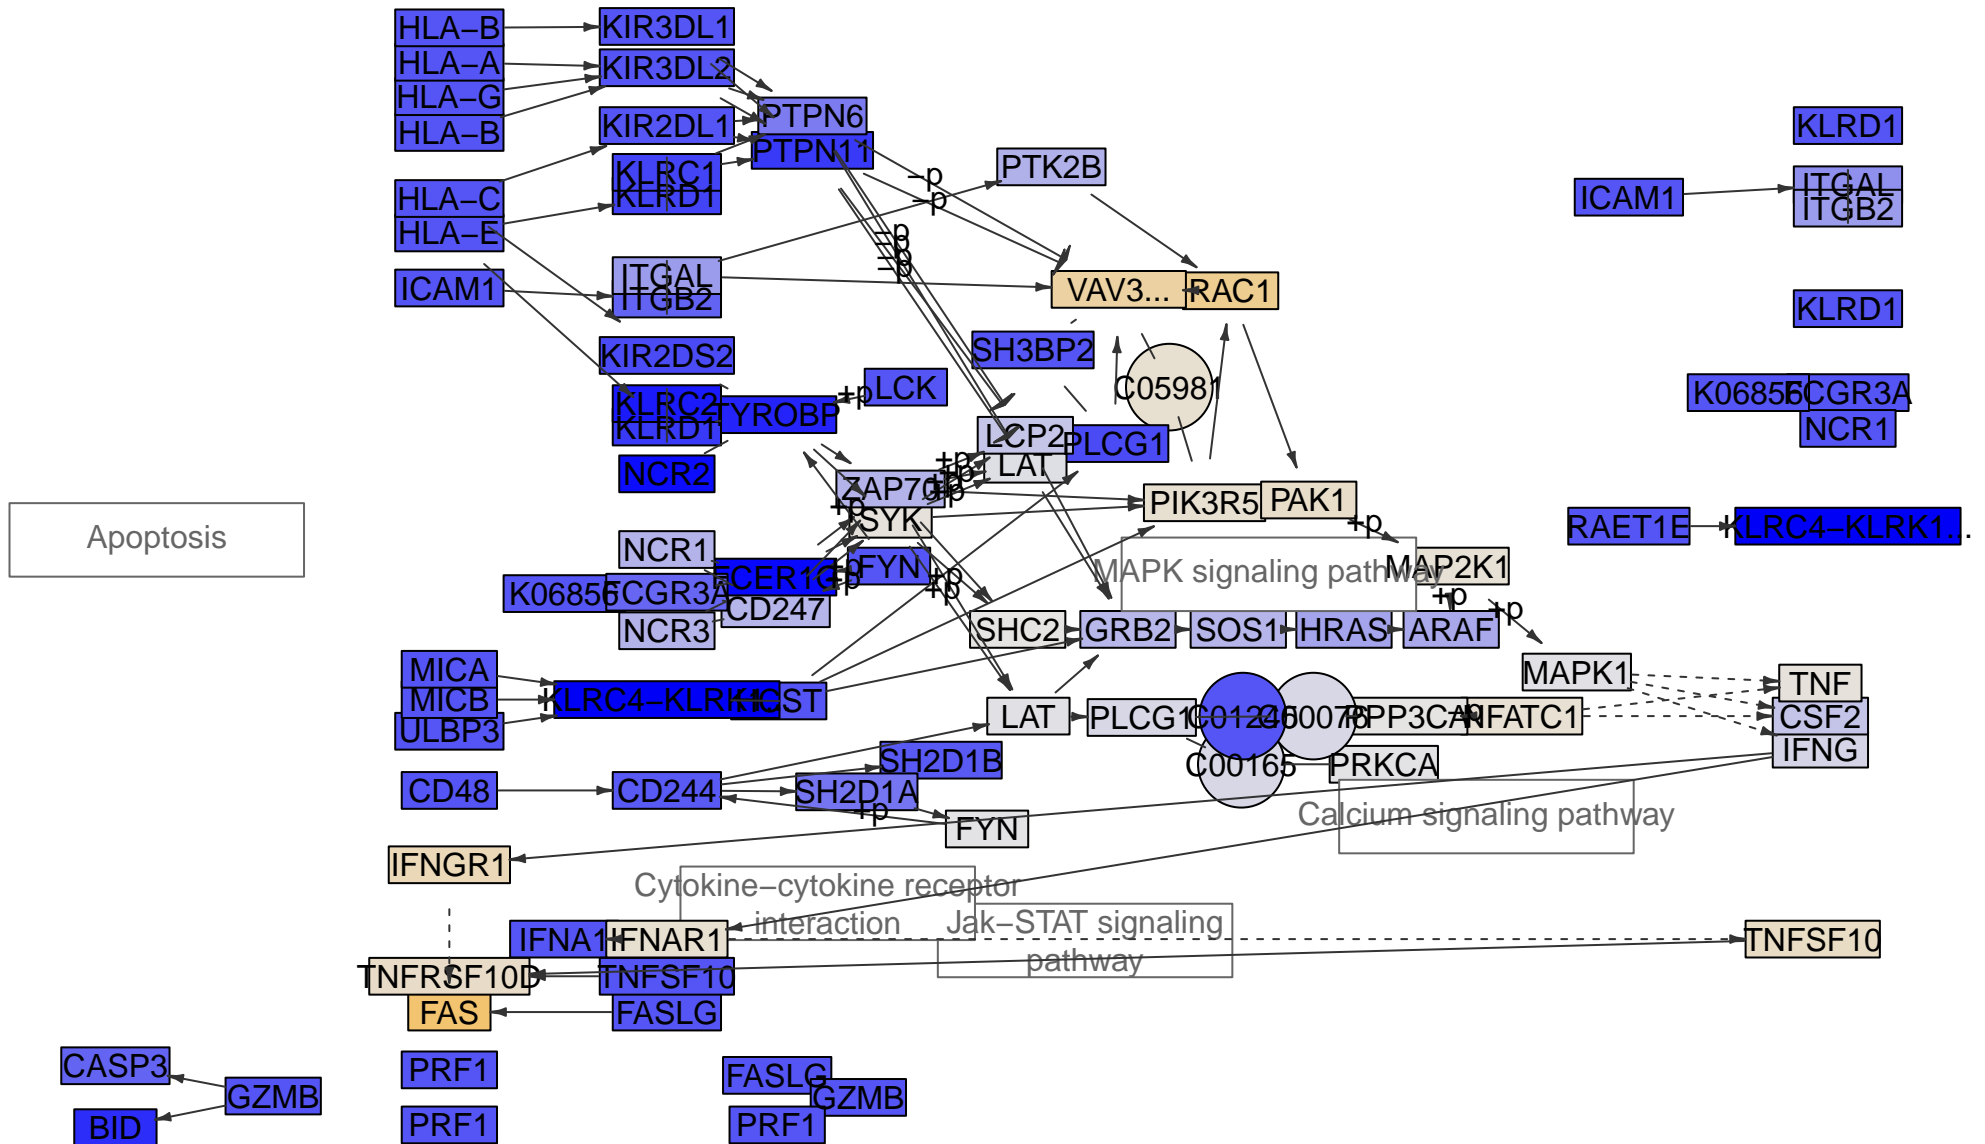 HLA−B
KIR3DL1
HLA−A
KIR3DL2
HLA−G
PTPN6
HLA−B
KIR2DL1
KLRD1
PTPN11
PTK2B
KLRC1
KLRD1
−p
−p
ITGAL
ITGB2
ICAM1
HLA−C
HLA−E
−p
−p
−p
−p
ITGAL
ITGB2
ICAM1
VAV3...
RAC1
KLRD1
KIR2DS2
SH3BP2
C05981
LCK
+p
KLRC2
KLRD1
TYROBP
K06856
FCGR3A
NCR1
LCP2
PLCG1
LAT
NCR2
+p
+p
+p
+p
ZAP70
SYK
+p
PIK3R5
PAK1
+p
RAET1E
KLRC4−KLRK1...
Apoptosis
NCR1
FYN
MAPK signaling pathway
MAP2K1
FCER1G
+p
+p
+p
+p
K06856
FCGR3A
CD247
NCR3
SHC2
GRB2
SOS1
HRAS
ARAF
+p
+p
MICA
MICB
ULBP3
KLRC4−KLRK1...
HCST
MAPK1
TNF
CSF2
IFNG
LAT
PLCG1
C01245
C00076
C00165
PPP3CA
−p
NFATC1
PRKCA
SH2D1B
CD48
CD244
SH2D1A
+p
FYN
Calcium signaling pathway
IFNGR1
Cytokine−cytokine receptor
interaction
Jak−STAT signaling
pathway
IFNA1
IFNAR1
TNFSF10
TNFRSF10D
TNFSF10
FAS
FASLG
CASP3
GZMB
BID
PRF1
PRF1
FASLG
GZMB
PRF1